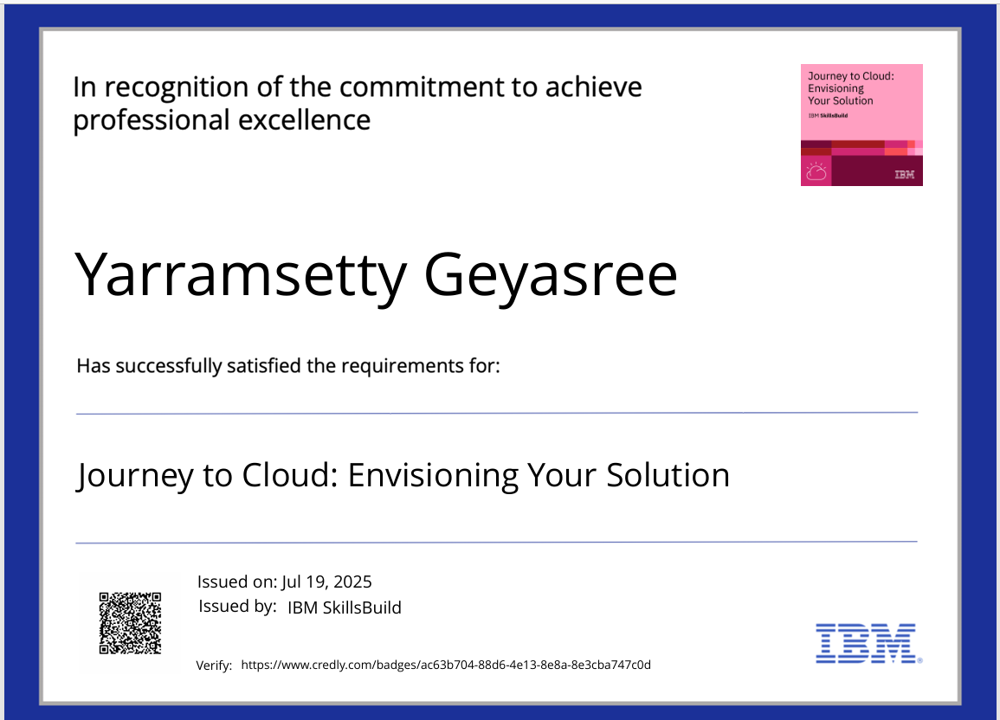 In recognition of the commitment to achieve
professional excellence
Journey to Cloud:
Envisioning
Your Solution
IBM SkillsBuild
IBM
Yarramsetty Geyasree
Has successfully satisfied the requirements for:
Journey to Cloud: Envisioning Your Solution
Issued on: Jul 19, 2025
Issued by: IBM SkillsBuild
Verify: https://www.credly.com/badges/ac63b704-88d6-4e13-8e8a-8e3cba747c0d
IBM®